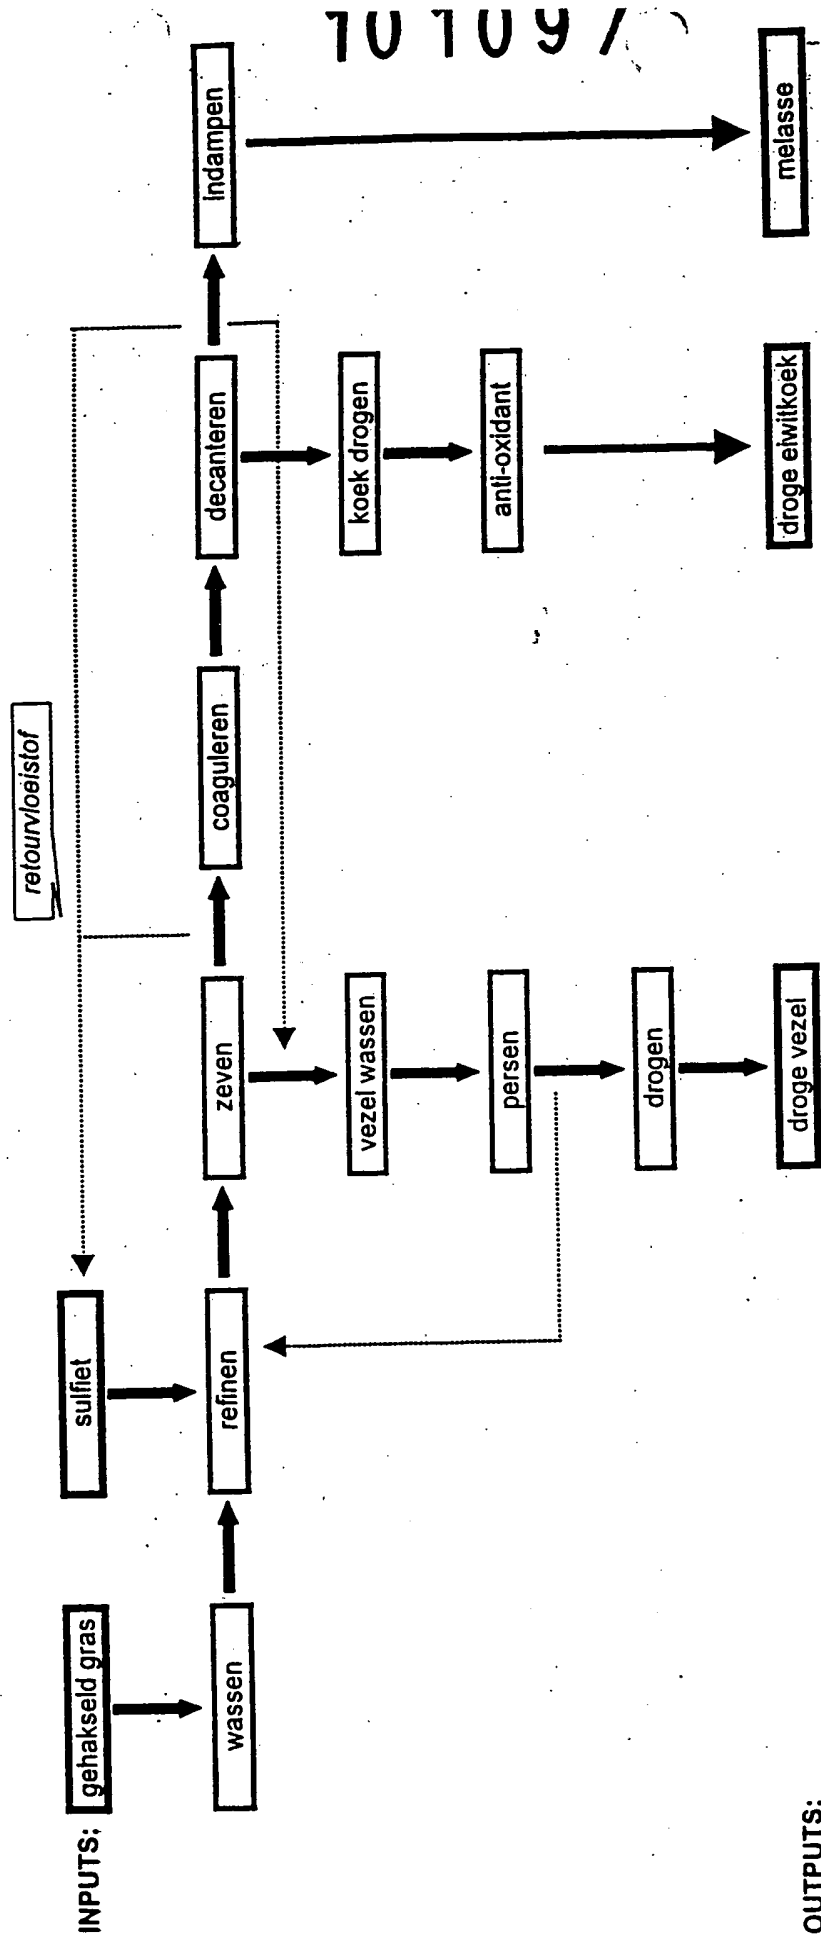 101097
retourvloeistof
INPUTS;
gehakseld gras
sulfiet
wassen
refinen
zeven
coaguleren
decanteren
indampen
vezel wassen
koek drogen
persen
anti-oxidant
drogen
OUTPUTS:
droge vezel
droge eiwitkoek
melasse